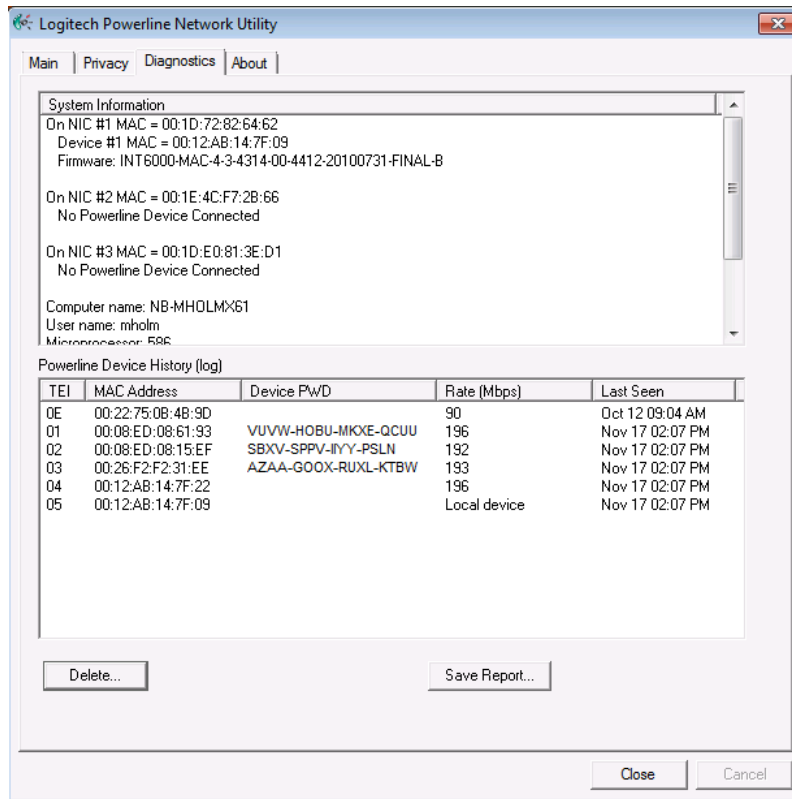 Logitech Powerline Network Utility
Main Privacy Diagnostics About
System Information
On NIC #1 MAC = 00:1D:72:82:64:62
Device #1 MAC = 00:12:AB:14:7F:09
Firmware: INT6000-MAC-4-3-4314-00-4412-20100731-FINAL-B
On NIC #2 MAC = 00:1E:4C:F7:2B:66
No Powerline Device Connected
On NIC #3 MAC = 00:1D:E0:81:3E:D1
No Powerline Device Connected
Computer name: NB-MHOLMX61
User name: mholm
Microprocessor: 586
Powerline Device History (log)
TEI MAC Address Device PWD Rate (Mbps) Last Seen
0E 00:22:75:0B:4B:9D 90 Oct 12 09:04 AM
01 00:08:ED:08:61:93 VUVW-HOBU-MKXE-QCUU 196 Nov 17 02:07 PM
02 00:08:ED:08:15:EF SBXV-SPPV-IIYY-PSLN 192 Nov 17 02:07 PM
03 00:26:F2:F2:31:EE AZAA-GOOX-RUXL-KTBW 193 Nov 17 02:07 PM
04 00:12:AB:14:7F:22 196 Nov 17 02:07 PM
05 00:12:AB:14:7F:09 Local device Nov 17 02:07 PM
Delete... Save Report...
Close Cancel